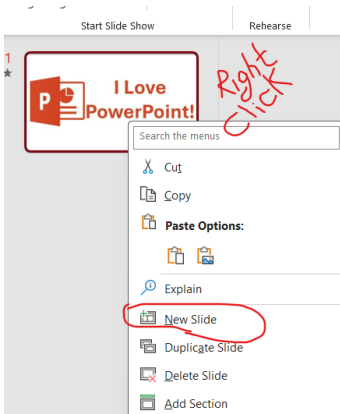 Start Slide Show
Rehearse
1
P
I Love
PowerPoint!
Right
Click
Search the menus
Cut
Copy
Paste Options:
Explain
New Slide
Duplicate Slide
Delete Slide
Add Section